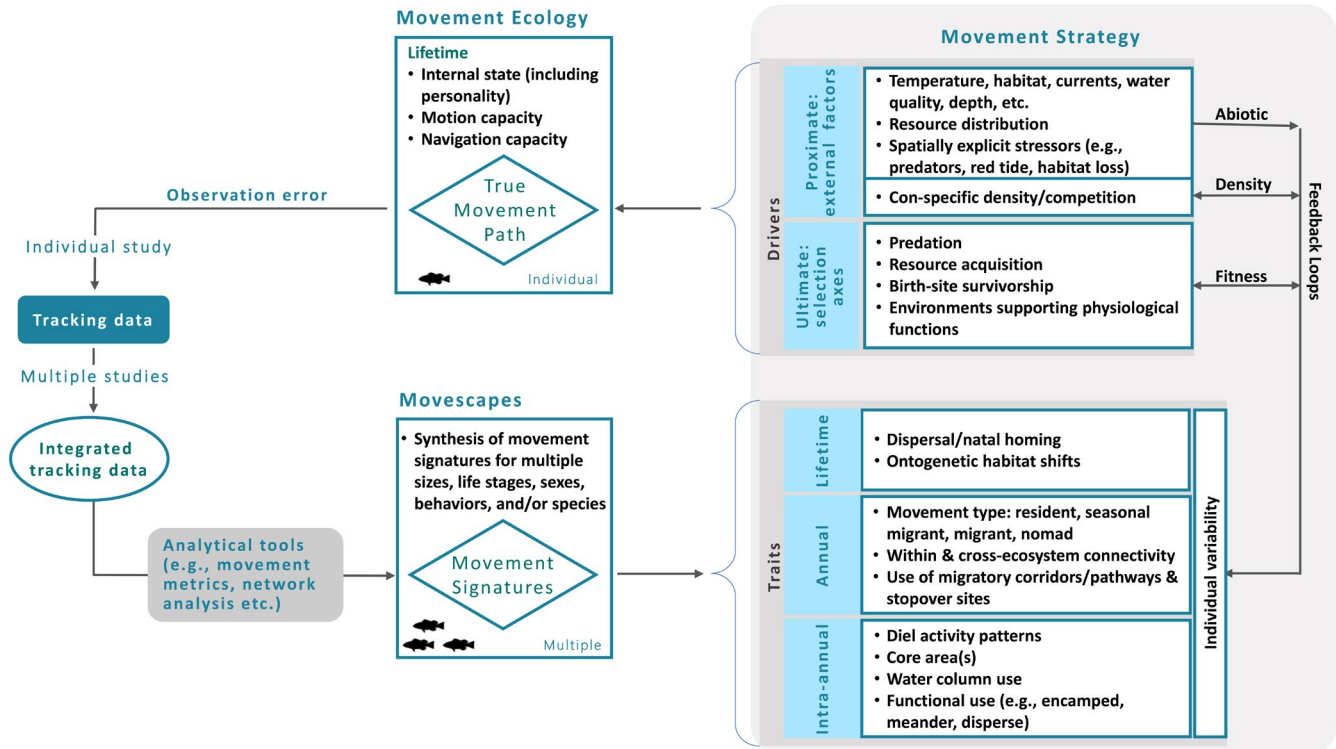 Movement Ecology
Lifetime
• Internal state (including
personality)
• Motion capacity
• Navigation capacity
True
Movement
Path
Individual
Observation error
Individual study
Tracking data
Multiple studies
Integrated
tracking data
Analytical tools
(e.g., movement
metrics, network
analysis etc.)
Movescapes
• Synthesis of movement
signatures for multiple
sizes, life stages, sexes,
behaviors, and/or species
Movement
Signatures
Multiple
Movement Strategy
Drivers
Proximate:
external factors
• Temperature, habitat, currents, water
quality, depth, etc.
• Resource distribution
• Spatially explicit stressors (e.g.,
predators, red tide, habitat loss)
• Con-specific density/competition
Ultimate:
selection
axes
• Predation
• Resource acquisition
• Birth-site survivorship
• Environments supporting physiological
functions
Abiotic
Density
Fitness
Feedback Loops
Traits
Lifetime
• Dispersal/natal homing
• Ontogenetic habitat shifts
Annual
• Movement type: resident, seasonal
migrant, migrant, nomad
• Within & cross-ecosystem connectivity
• Use of migratory corridors/pathways &
stopover sites
Intra-annual
• Diel activity patterns
• Core area(s)
• Water column use
• Functional use (e.g., encamped,
meander, disperse)
Individual variability